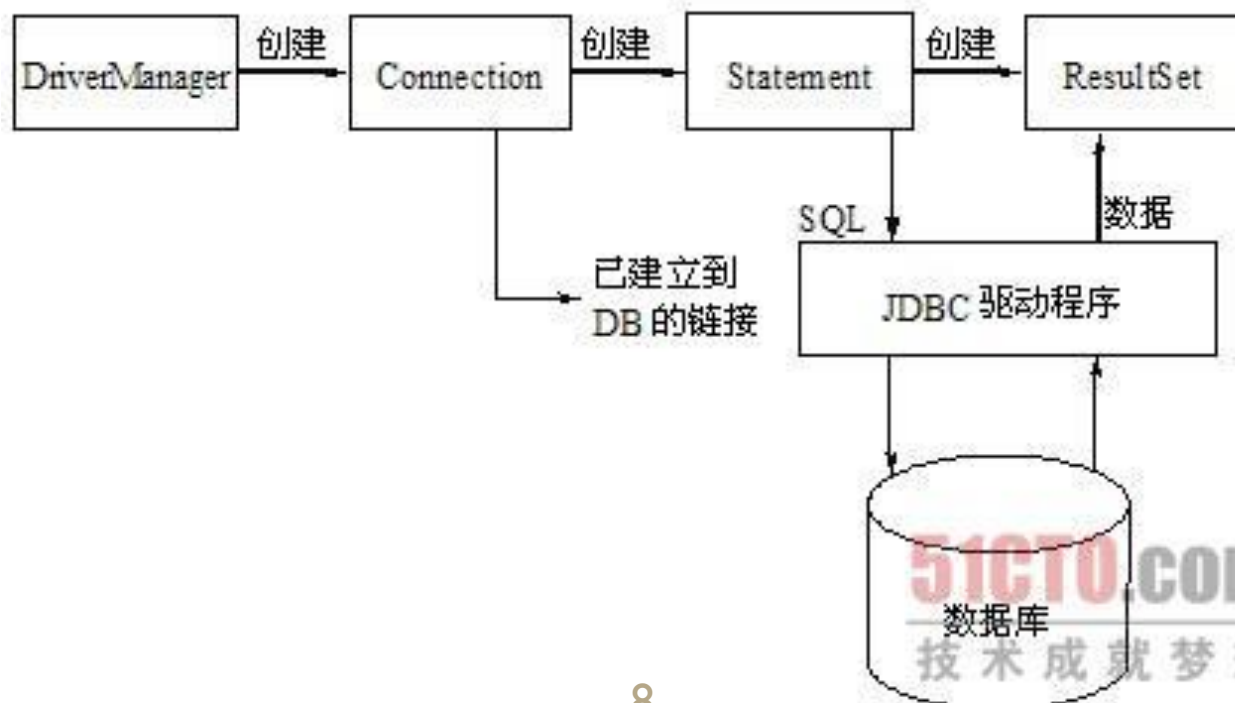 创建
创建
创建
DriverManager
Connection
Statement
ResultSet
SQL
数据
已建立到
DB 的链接
JDBC 驱动程序
51CTO.com
数据库
技术成就梦